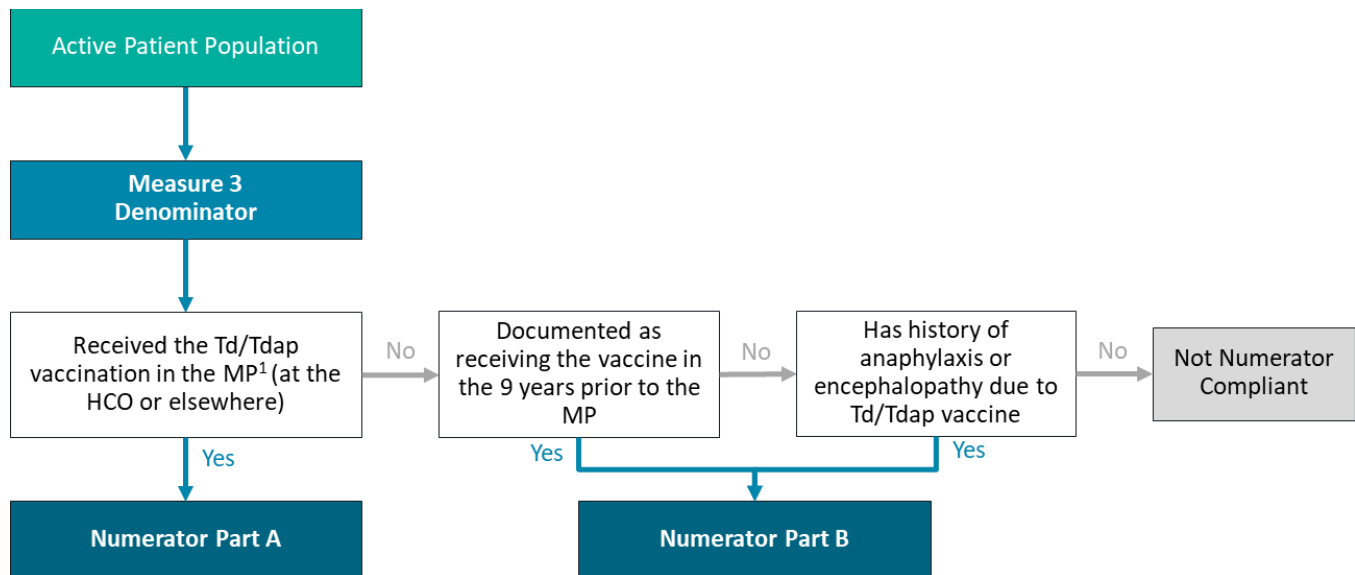 Active Patient Population
Measure 3
Denominator
Received the Td/Tdap
vaccination in the MP¹ (at the
HCO or elsewhere)
No
Documented as
receiving the vaccine in
the 9 years prior to the
MP
No
Has history of
anaphylaxis or
encephalopathy due to
Td/Tdap vaccine
No
Not Numerator
Compliant
Yes
Yes
Yes
Numerator Part A
Numerator Part B